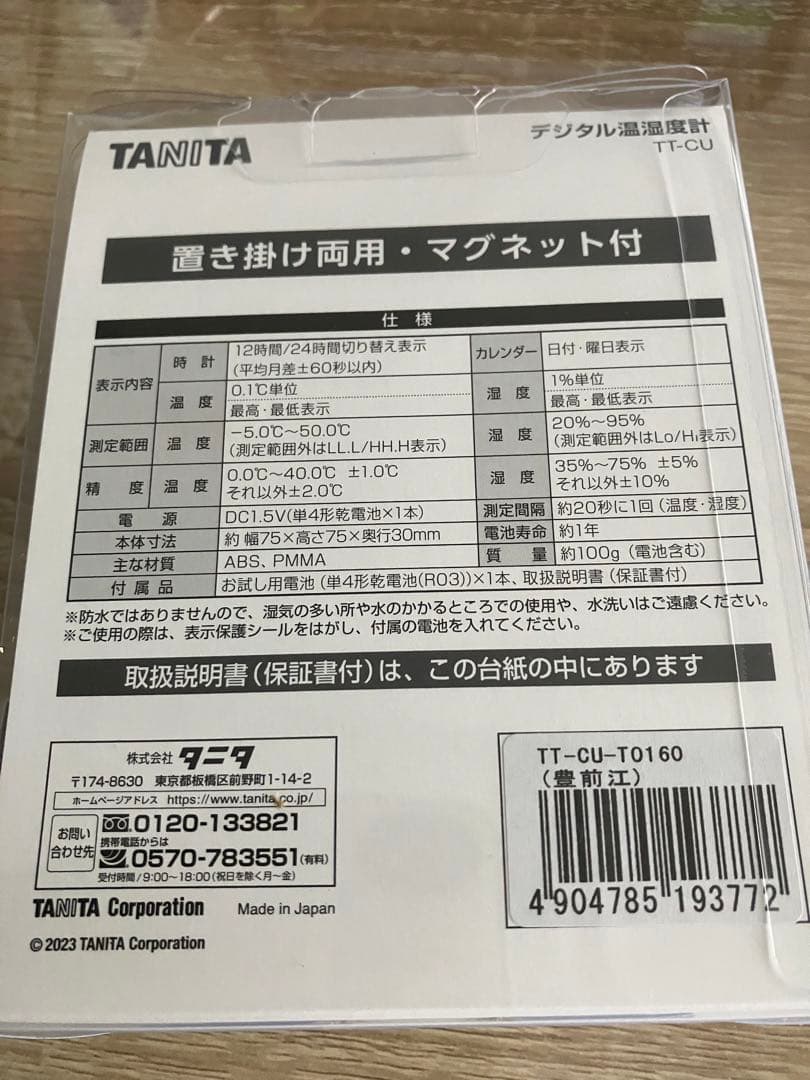 TANITA
デジタル温湿度計
TT-CU
置き掛け両用・マグネット付
仕様
表示内容 時計 12時間/24時間切り替え表示 カレンダー 日付・曜日表示
(平均月差±60秒以内)
温度 0.1℃単位 湿度 1%単位
最高・最低表示 最高・最低表示
測定範囲 温度 −5.0℃〜50.0℃ 湿度 20%〜95%
(測定範囲外はLL.L/HH.H表示) (測定範囲外はLo/Hi表示)
精度 温度 0.0℃〜40.0℃ ±1.0℃ 湿度 35%〜75% ±5%
それ以外±2.0℃ それ以外±10%
電源 DC1.5V(単4形乾電池×1本) 測定間隔 約20秒に1回(温度・湿度)
本体寸法 約 幅75×高さ75×奥行30mm 電池寿命 約1年
主な材質 ABS、PMMA 質量 約100g(電池含む)
付属品 お試し用電池(単4形乾電池(R03))×1本、取扱説明書(保証書付)
※防水ではありませんので、湿気の多い所や水のかかるところでの使用や、水洗いはご遠慮ください。
※ご使用の際は、表示保護シールをはがし、付属の電池を入れてください。
取扱説明書(保証書付)は、この台紙の中にあります
株式会社 タニタ
〒174-8630 東京都板橋区前野町1-14-2
ホームページアドレス https://www.tanita.co.jp/
お問い合わせ先
0120-133821
携帯電話からは
0570-783551(有料)
受付時間/9:00〜18:00(祝日を除く月〜金)
TANITA Corporation Made in Japan
© 2023 TANITA Corporation
TT-CU-T0160
(豊前江)
4 904785 193772